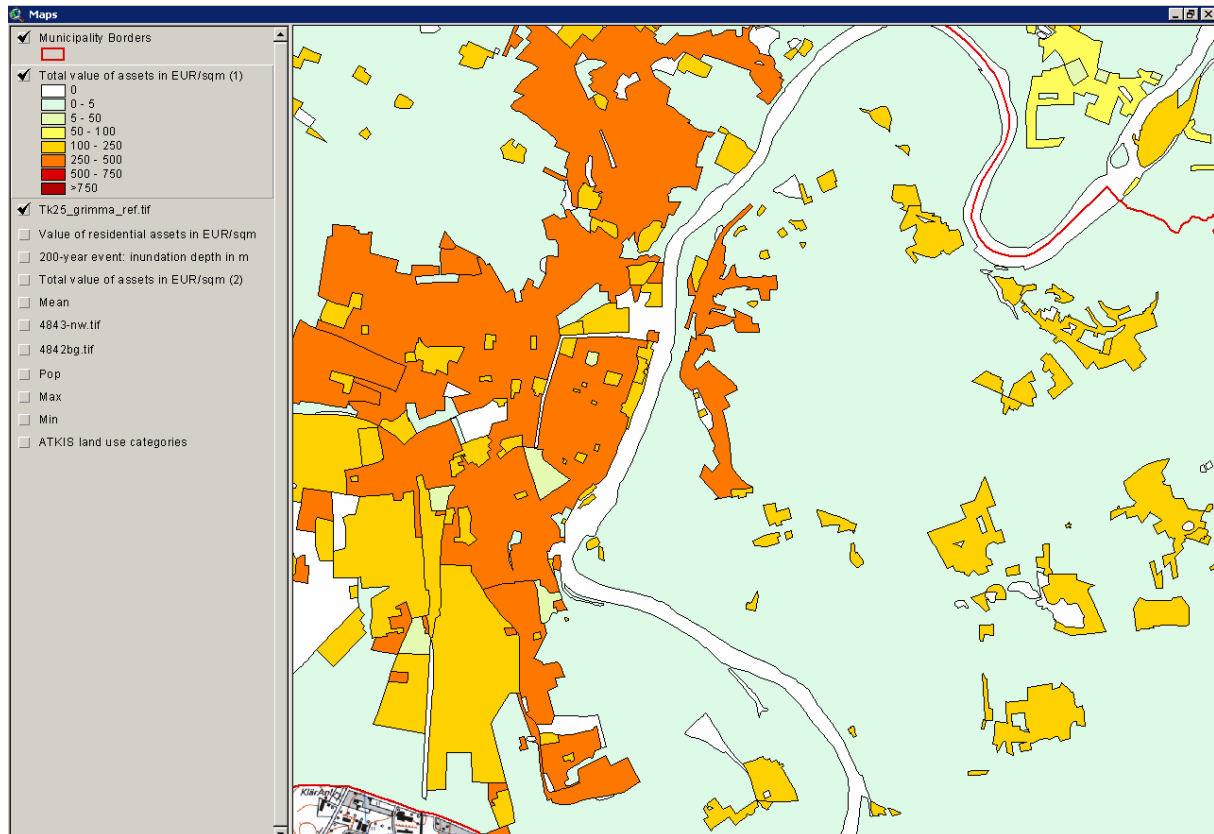 Maps
Municipality Borders
Total value of assets in EUR/sqm (1)
0
0 - 5
5 - 50
50 - 100
100 - 250
250 - 500
500 - 750
>750
Tk25_grimma_ref.tif
Value of residential assets in EUR/sqm
200-year event: inundation depth in m
Total value of assets in EUR/sqm (2)
Mean
4843-nw.tif
4842bg.tif
Pop
Max
Min
ATKIS land use categories